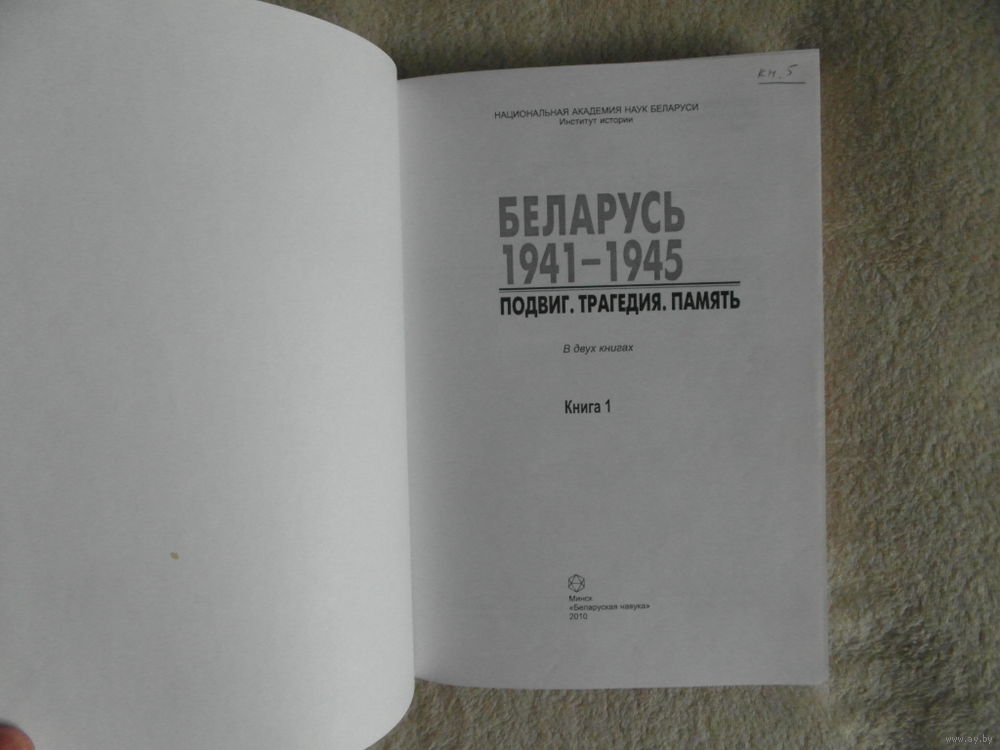 кн. 5
НАЦИОНАЛЬНАЯ АКАДЕМИЯ НАУК БЕЛАРУСИ
Институт истории
БЕЛАРУСЬ
1941–1945
ПОДВИГ. ТРАГЕДИЯ. ПАМЯТЬ
В двух книгах
Книга 1
Минск
«Беларуская навука»
2010
www.ay.by